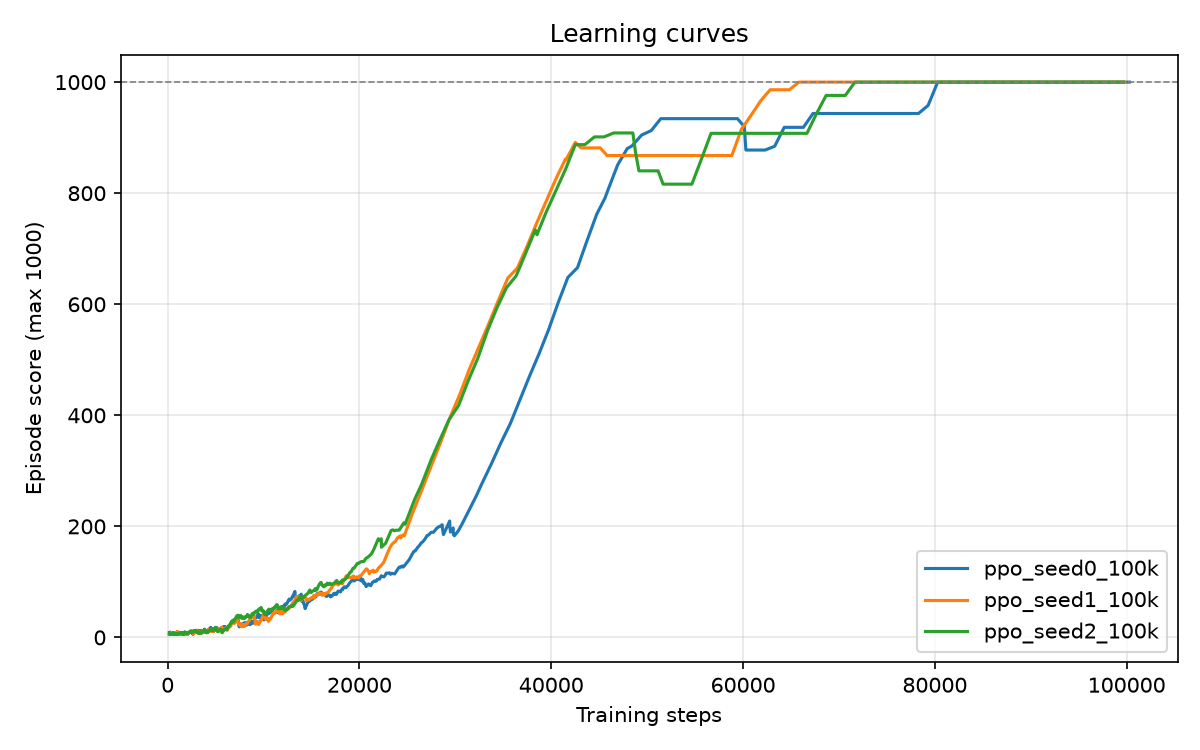 Learning curves
Episode score (max 1000)
1000
800
600
400
200
0
0 20000 40000 60000 80000 100000
Training steps
ppo_seed0_100k
ppo_seed1_100k
ppo_seed2_100k